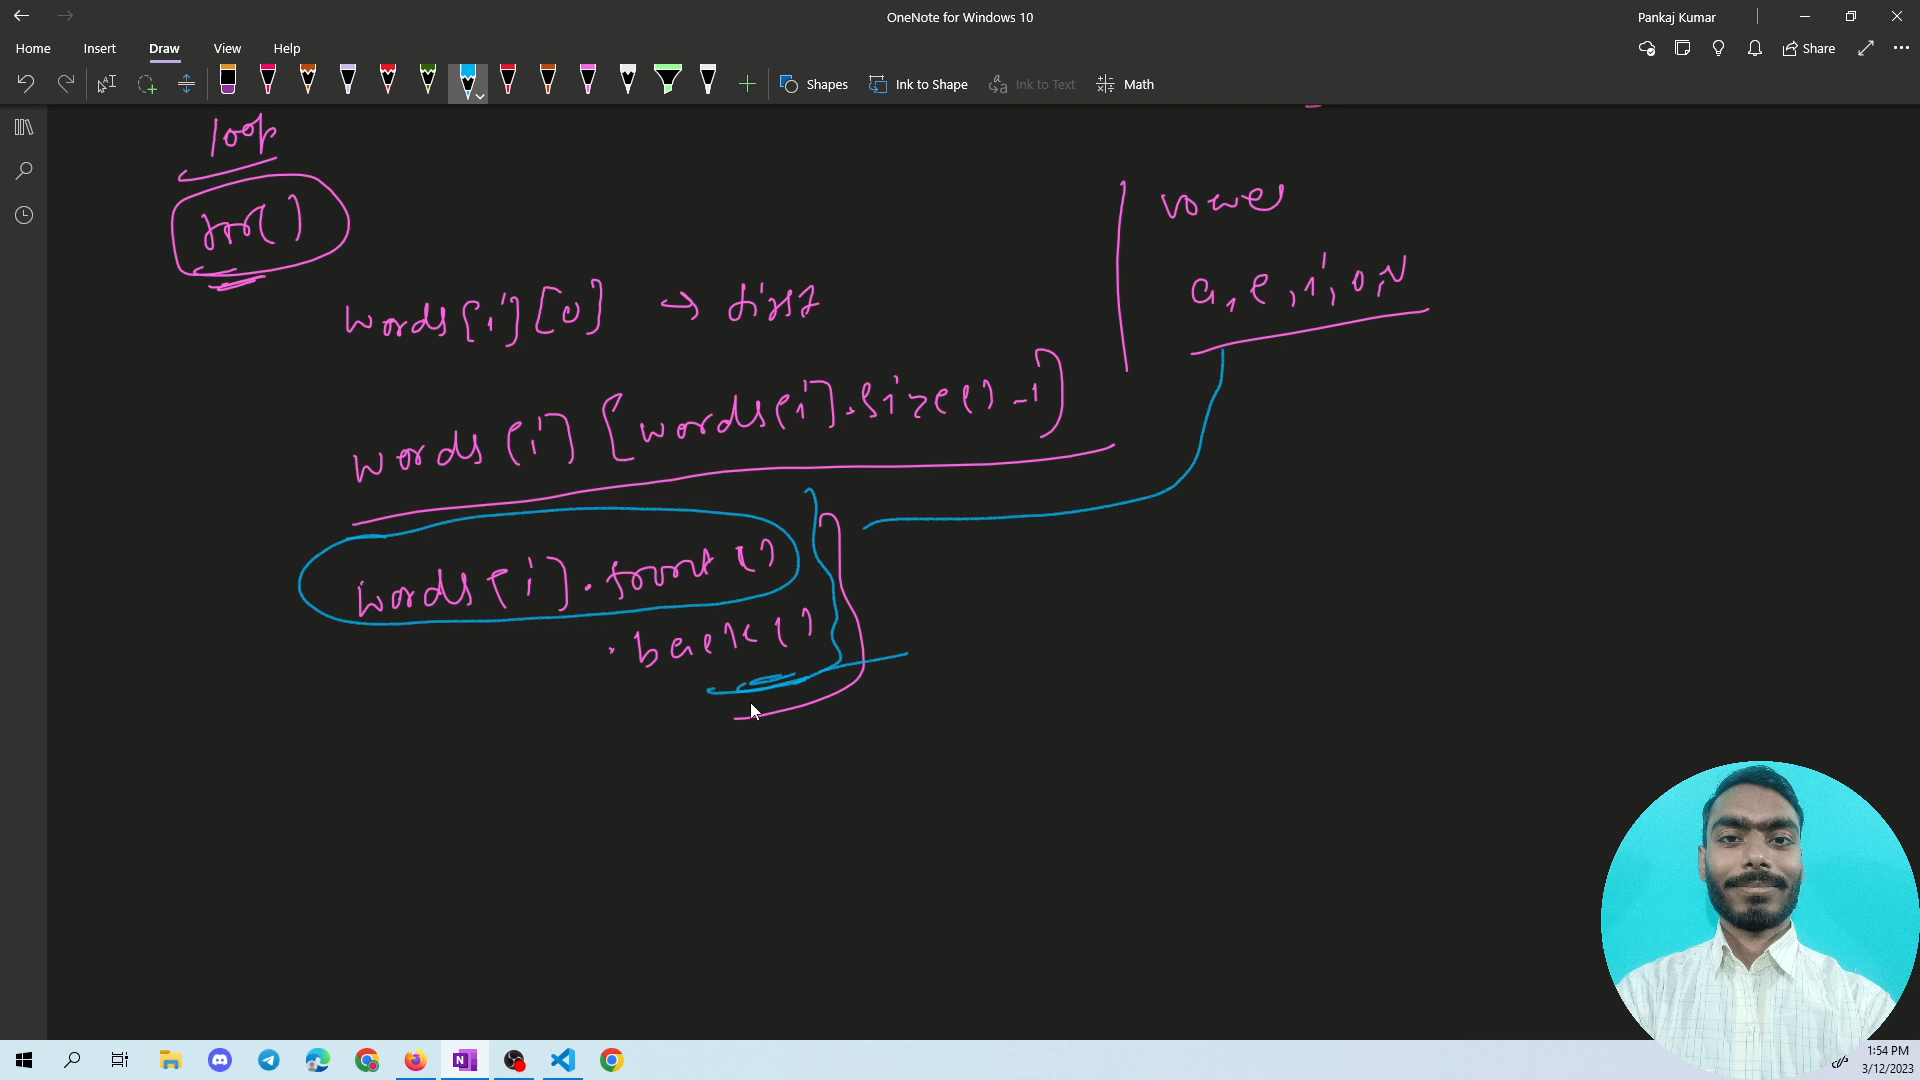 OneNote for Windows 10
Pankaj Kumar
Home Insert Draw View Help
Share
Shapes Ink to Shape Ink to Text Math
loop
for()
vowel
a, e, i, o, u
words[i][0] → first
words[i][words[i].size()-1]
words[i].front()
.back()
1:54 PM
3/12/2023